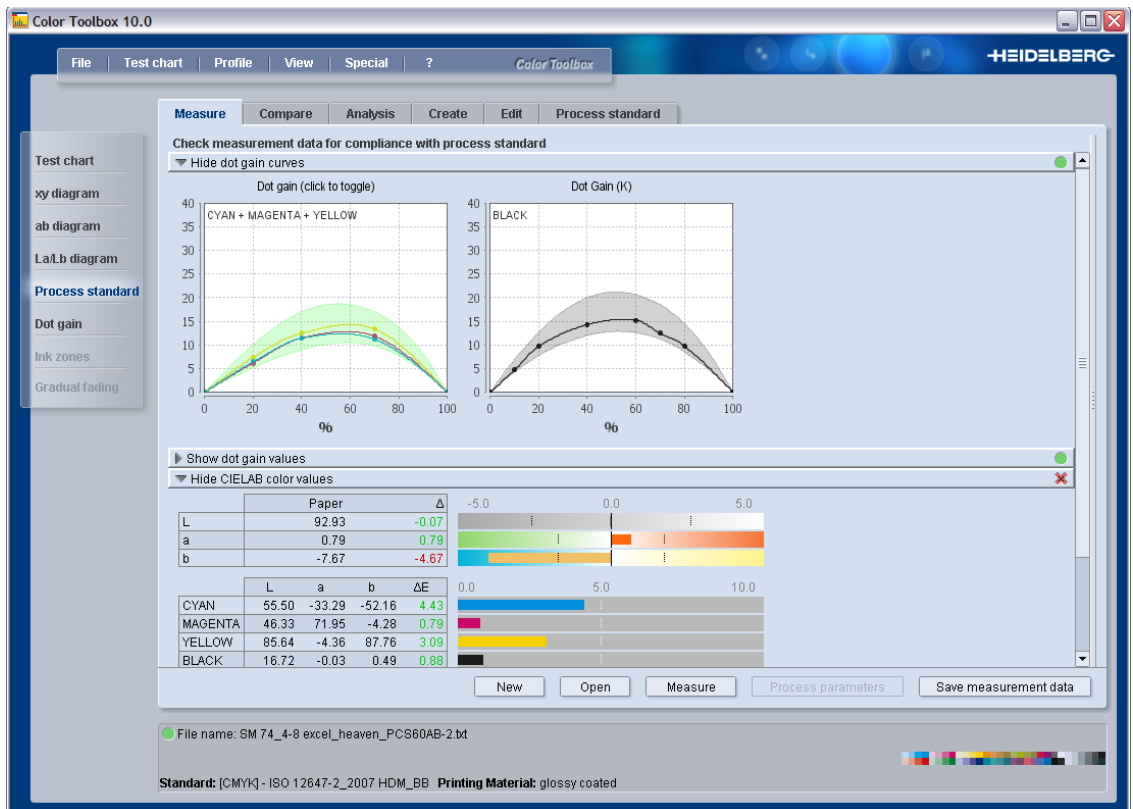 Color Toolbox 10.0
File Test chart Profile View Special ? Color Toolbox
HEIDELBERG
Measure Compare Analysis Create Edit Process standard
Test chart
xy diagram
ab diagram
La/Lb diagram
Process standard
Dot gain
Ink zones
Gradual fading
Check measurement data for compliance with process standard
Hide dot gain curves
Dot gain (click to toggle)
40
35
30
25
20
15
10
5
0
CYAN + MAGENTA + YELLOW
0 20 40 60 80 100
%
Dot Gain (K)
40
35
30
25
20
15
10
5
0
BLACK
0 20 40 60 80 100
%
Show dot gain values
Hide CIELAB color values
Paper Δ -5.0 0.0 5.0
L 92.93 -0.07
a 0.79 0.79
b -7.67 -4.67
L a b ΔE 0.0 5.0 10.0
CYAN 55.50 -33.29 -52.16 4.43
MAGENTA 46.33 71.95 -4.28 0.79
YELLOW 85.64 -4.36 87.76 3.09
BLACK 16.72 -0.03 0.49 0.88
New Open Measure Process parameters Save measurement data
File name: SM 74_4-8 excel_heaven_PCS60AB-2.txt
Standard: [CMYK] - ISO 12647-2_2007 HDM_BB Printing Material: glossy coated